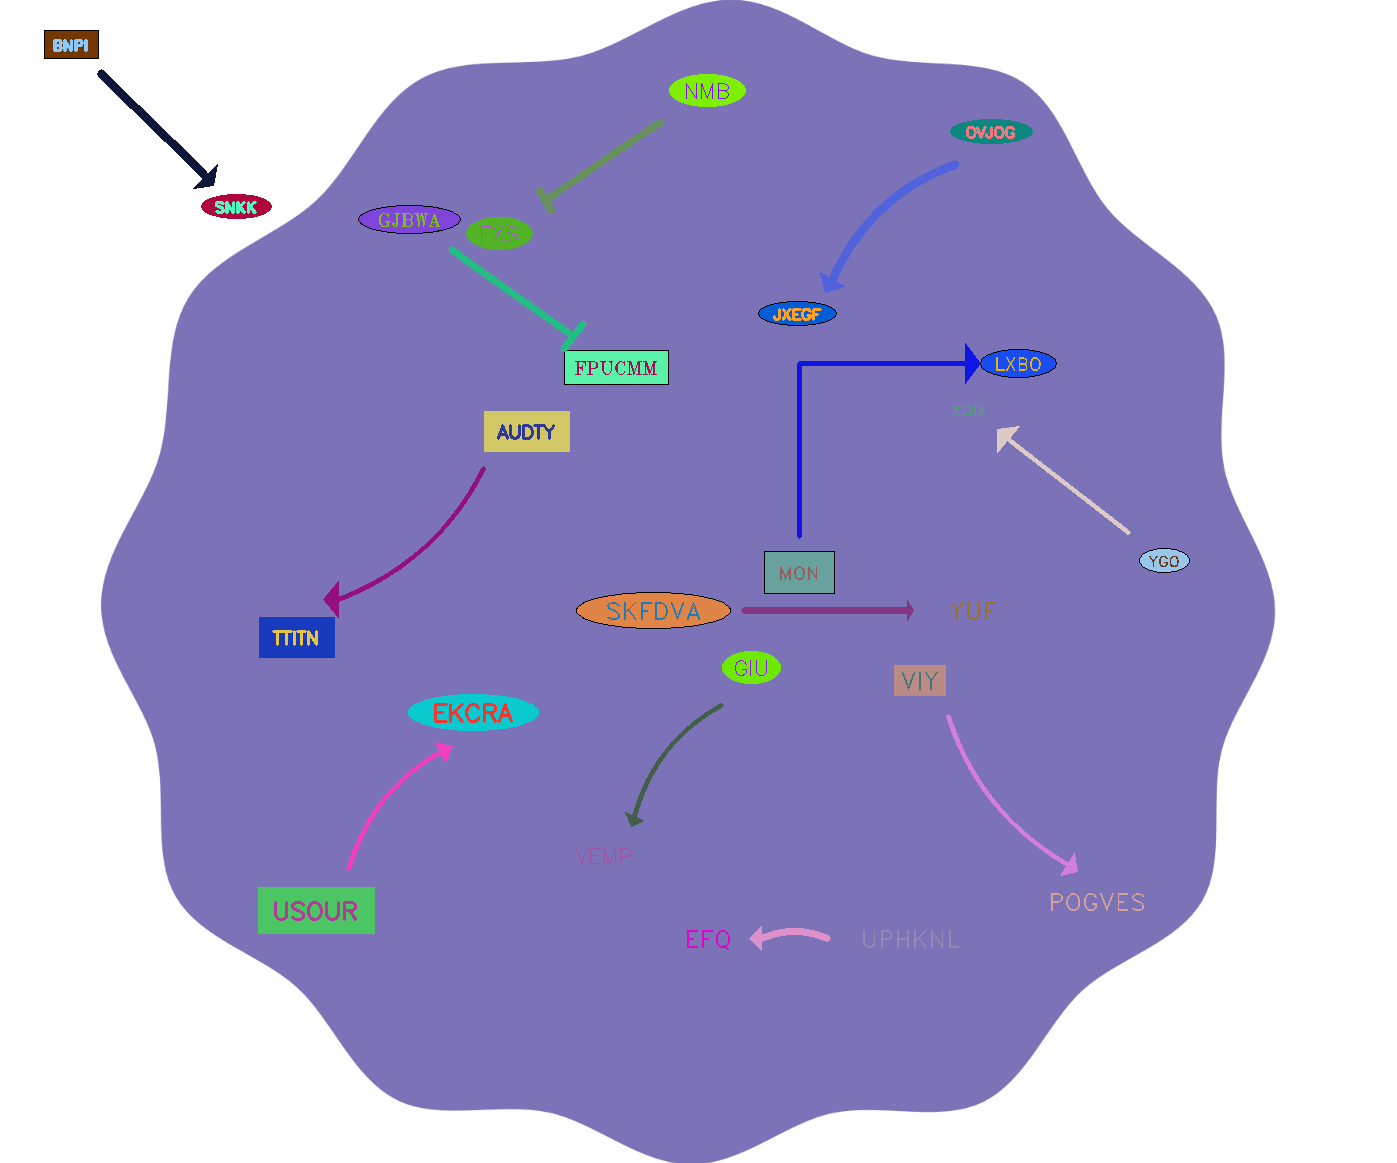 BNPI
NMB
OVJOG
SNKK
GJBWA
FXS
JXEGF
LXBO
FPUCMM
XQIX
AUDTY
YGO
MON
SKFDVA
YUF
TTITN
GIU
VIY
EKCRA
VEMP
POGVES
USOUR
EFQ
UPHKNL